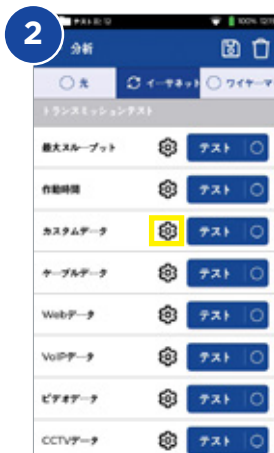 2
100%
分析
光
イーサネット
ワイヤーマ
トランスミッションテスト
最大スループット
テスト
作動時間
テスト
カスタムデータ
テスト
ケーブルデータ
テスト
Webデータ
テスト
VoIPデータ
テスト
ビデオデータ
テスト
CCTVデータ
テスト